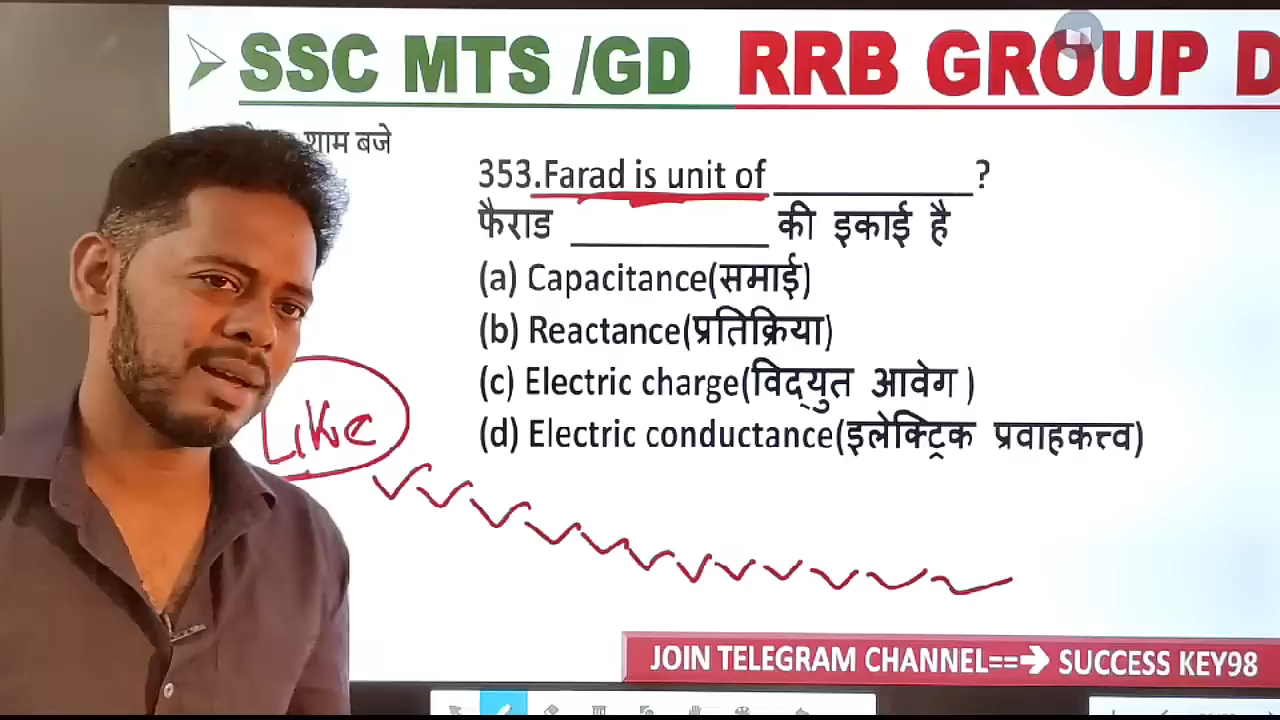 SSC MTS /GD RRB GROUP D
शाम बजे
353.Farad is unit of ____________?
फैराड ____________ की इकाई है
(a) Capacitance(समाई)
(b) Reactance(प्रतिक्रिया)
(c) Electric charge(विद्युत आवेग )
(d) Electric conductance(इलेक्ट्रिक प्रवाहकत्त्व)
Like
JOIN TELEGRAM CHANNEL==➔ SUCCESS KEY98